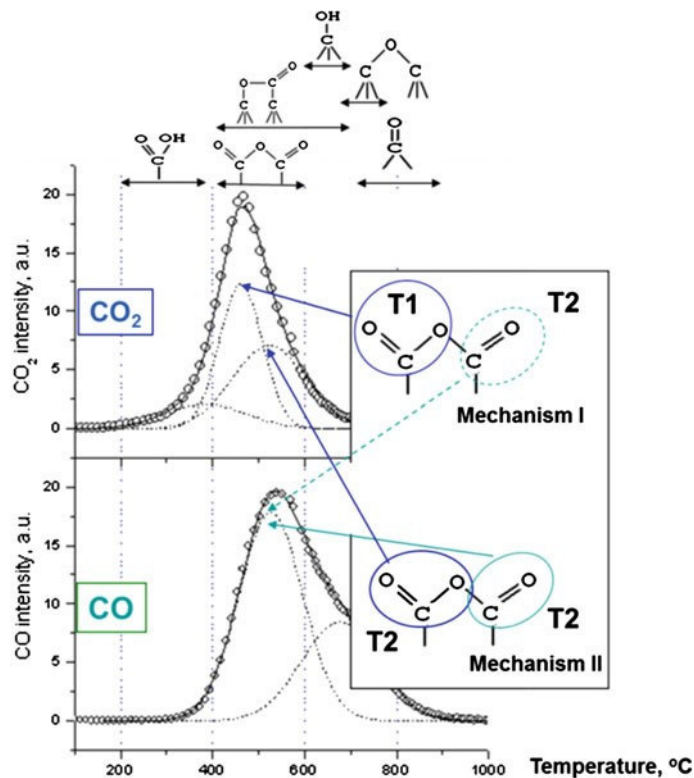 OH
C
O
C
C
O
O
C
C
C
O
OH
C
O
O
O
C
C
O
C
20
15
10
5
0
CO₂ intensity, a.u.
CO₂
T1
T2
O
O
O
C
C
Mechanism I
20
15
10
5
0
CO intensity, a.u.
CO
O
O
O
C
C
T2
T2
Mechanism II
200
400
600
800
1000
Temperature, °C